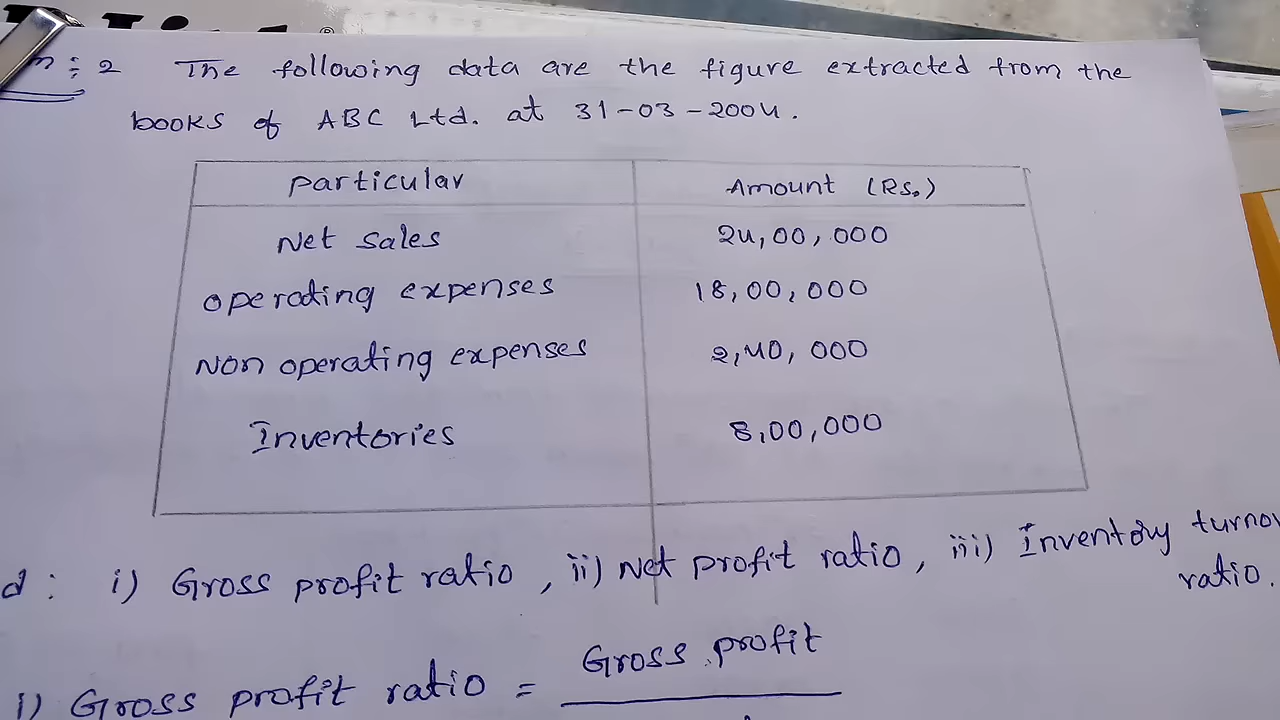 : 2 The following data are the figure extracted from the
books of ABC Ltd. at 31-03-2004.
Particular Amount (Rs.)
Net Sales 24,00,000
Operating expenses 18,00,000
Non operating expenses 2,40,000
Inventories 8,00,000
d: i) Gross profit ratio, ii) Net profit ratio, iii) Inventory turnov
ratio.
i) Gross profit ratio = Gross profit